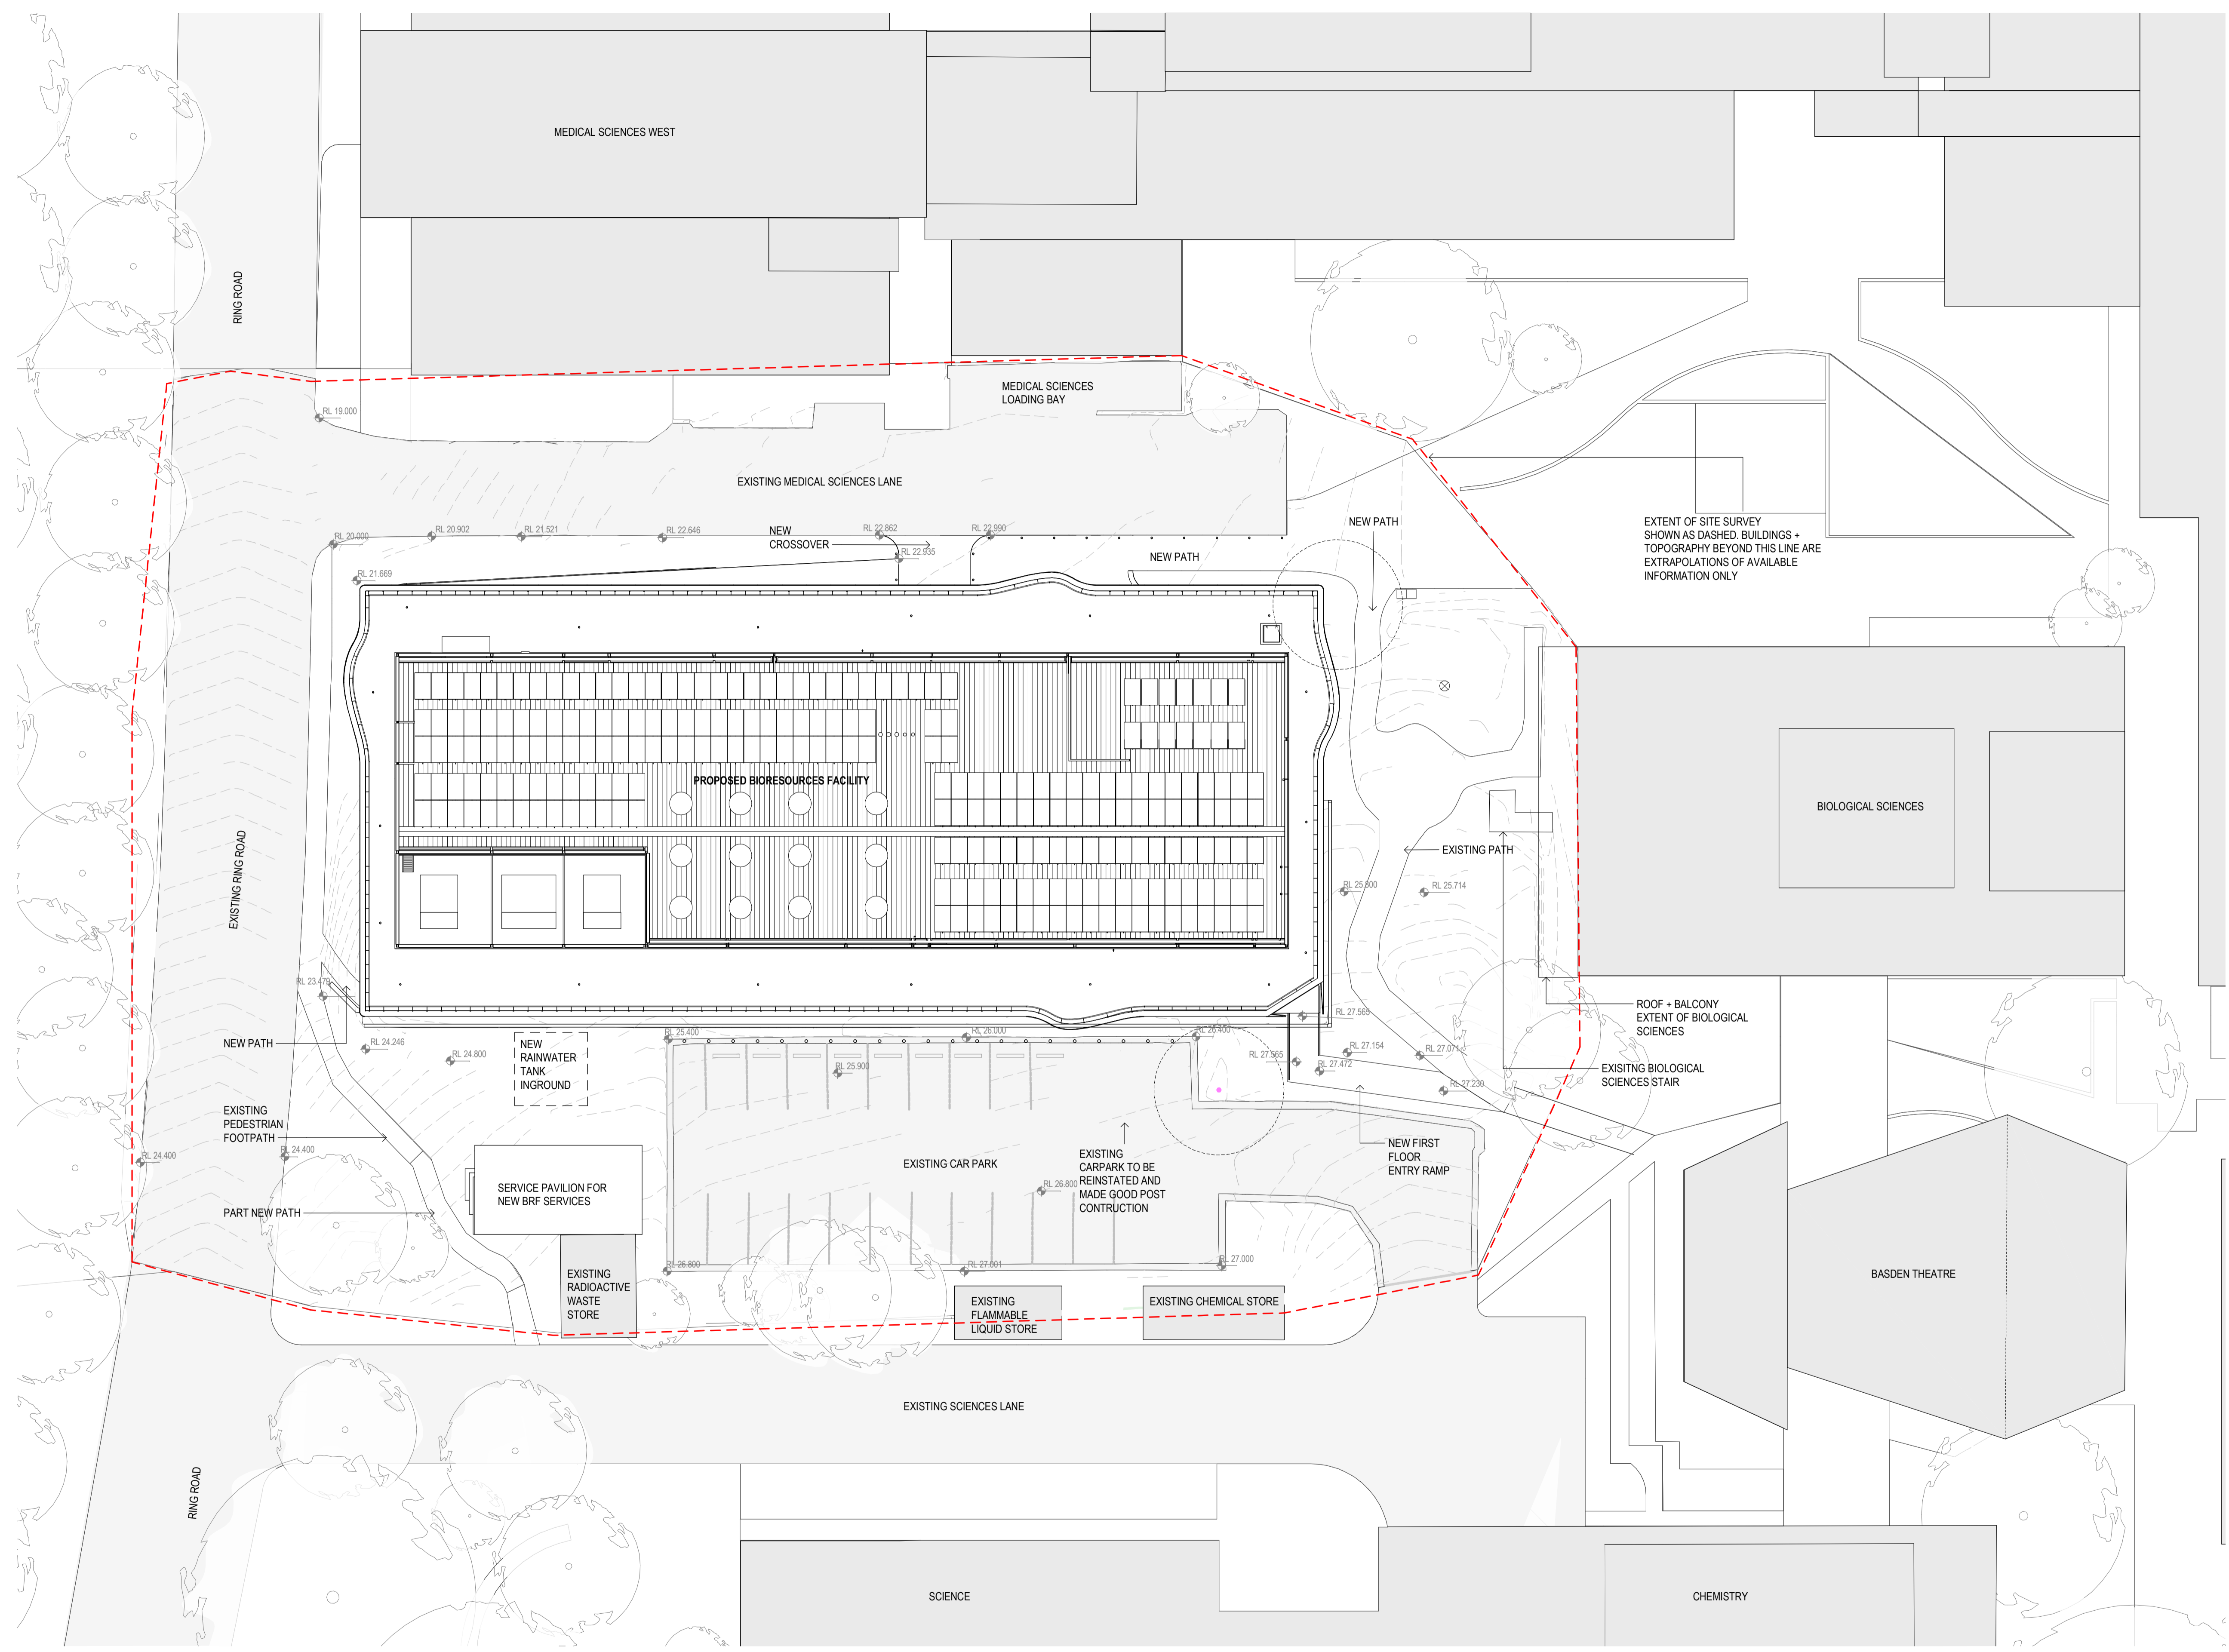 MEDICAL SCIENCES WEST
RING ROAD
MEDICAL SCIENCES
LOADING BAY
RL 19.000
EXISTING MEDICAL SCIENCES LANE
RL 20.000
RL 20.902
RL 21.521
RL 22.646
NEW
CROSSOVER
RL 22.862
RL 22.990
RL 22.935
RL 21.669
NEW PATH
NEW PATH
EXTENT OF SITE SURVEY
SHOWN AS DASHED. BUILDINGS +
TOPOGRAPHY BEYOND THIS LINE ARE
EXTRAPOLATIONS OF AVAILABLE
INFORMATION ONLY
PROPOSED BIORESOURCES FACILITY
BIOLOGICAL SCIENCES
EXISTING RING ROAD
EXISTING PATH
RL 25.800
RL 25.714
RL 23.479
ROOF + BALCONY
EXTENT OF BIOLOGICAL
SCIENCES
RL 27.565
NEW PATH
RL 24.246
RL 24.800
NEW
RAINWATER
TANK
INGROUND
RL 25.400
RL 26.000
RL 26.400
RL 25.900
RL 27.565
RL 27.154
RL 27.472
RL 27.071
RL 27.230
EXISITNG BIOLOGICAL
SCIENCES STAIR
EXISTING
PEDESTRIAN
FOOTPATH
RL 24.400
RL 24.400
EXISTING CAR PARK
EXISTING
CARPARK TO BE
REINSTATED AND
MADE GOOD POST
CONTRUCTION
RL 26.800
NEW FIRST
FLOOR
ENTRY RAMP
SERVICE PAVILION FOR
NEW BRF SERVICES
PART NEW PATH
RL 26.800
RL 27.001
RL 27.000
EXISTING
RADIOACTIVE
WASTE
STORE
EXISTING
FLAMMABLE
LIQUID STORE
EXISTING CHEMICAL STORE
BASDEN THEATRE
EXISTING SCIENCES LANE
RING ROAD
SCIENCE
CHEMISTRY